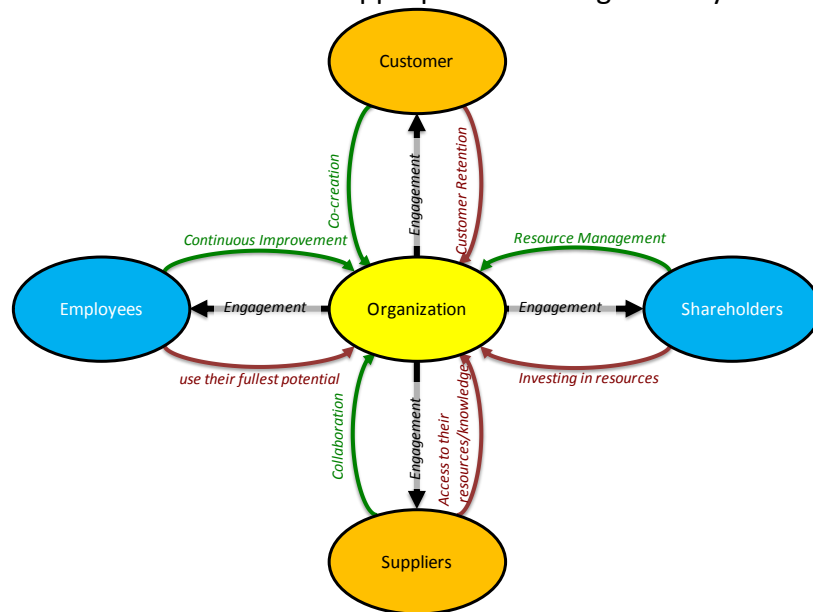 Customer
Co-creation
Engagement
Customer Retention
Continuous Improvement
Resource Management
Employees
Engagement
Organization
Engagement
Shareholders
use their fullest potential
Investing in resources
Collaboration
Engagement
Access to their
resources/knowledge
Suppliers